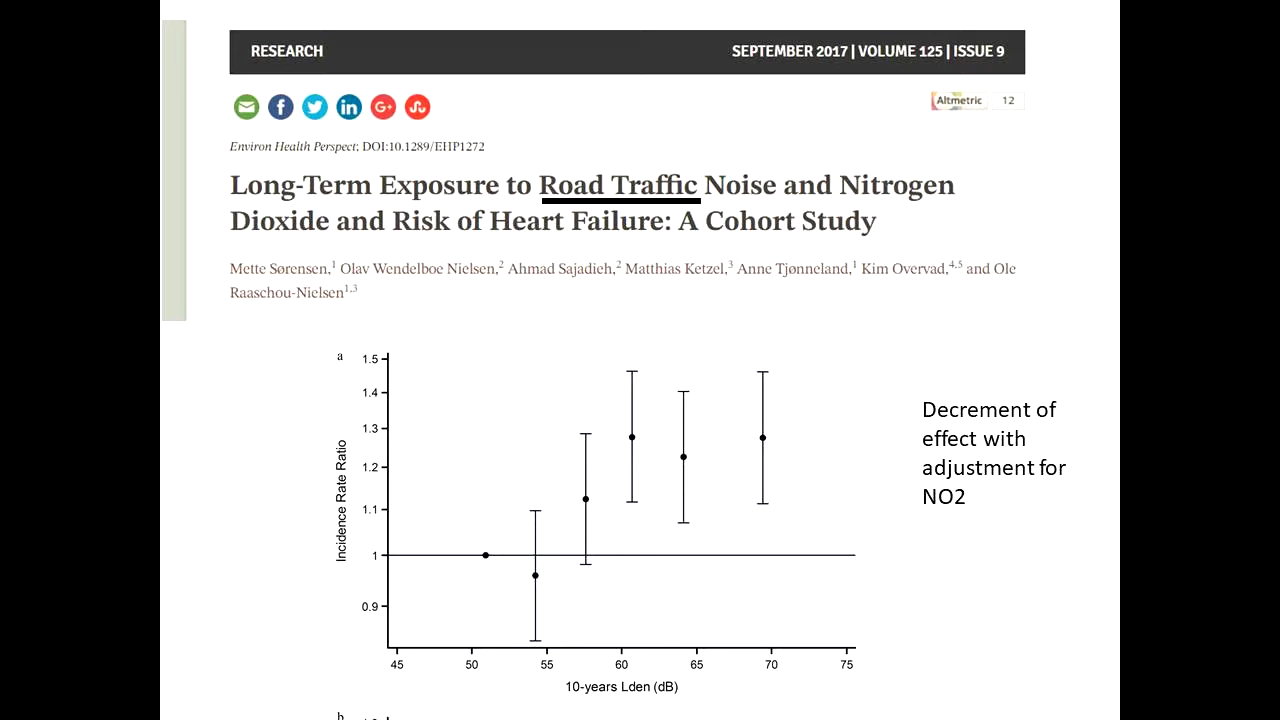 RESEARCH
SEPTEMBER 2017 | VOLUME 125 | ISSUE 9
Altmetric 12
Environ Health Perspect; DOI:10.1289/EHP1272
Long-Term Exposure to Road Traffic Noise and Nitrogen
Dioxide and Risk of Heart Failure: A Cohort Study
Mette Sørensen,1 Olav Wendelboe Nielsen,2 Ahmad Sajadieh,2 Matthias Ketzel,3 Anne Tjønneland,1 Kim Overvad,4,5 and Ole
Raaschou-Nielsen1,3
a
1.5
1.4
1.3
1.2
1.1
1
0.9
Incidence Rate Ratio
45 50 55 60 65 70 75
10-years Lden (dB)
Decrement of
effect with
adjustment for
NO2
b